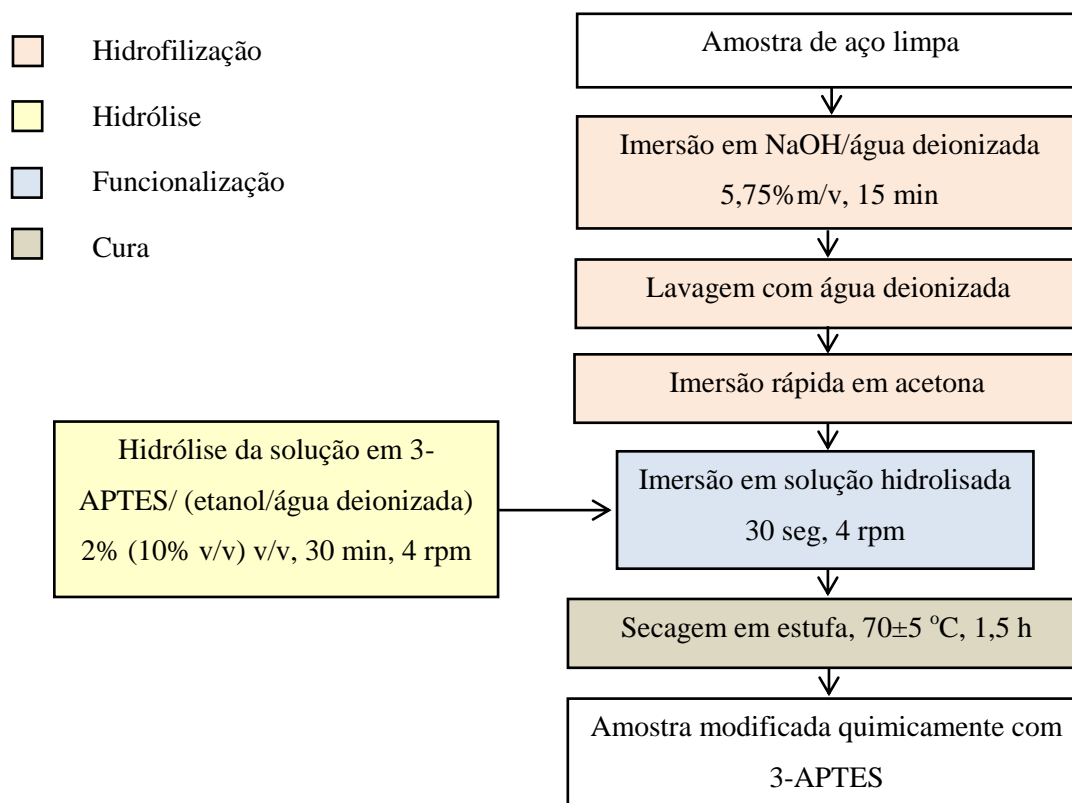 Hidrofilização
Hidrólise
Funcionalização
Cura
Amostra de aço limpa
Imersão em NaOH/água deionizada
5,75% m/v, 15 min
Lavagem com água deionizada
Imersão rápida em acetona
Hidrólise da solução em 3-
APTES/ (etanol/água deionizada)
2% (10% v/v) v/v, 30 min, 4 rpm
Imersão em solução hidrolisada
30 seg, 4 rpm
Secagem em estufa, 70±5 °C, 1,5 h
Amostra modificada quimicamente com
3-APTES